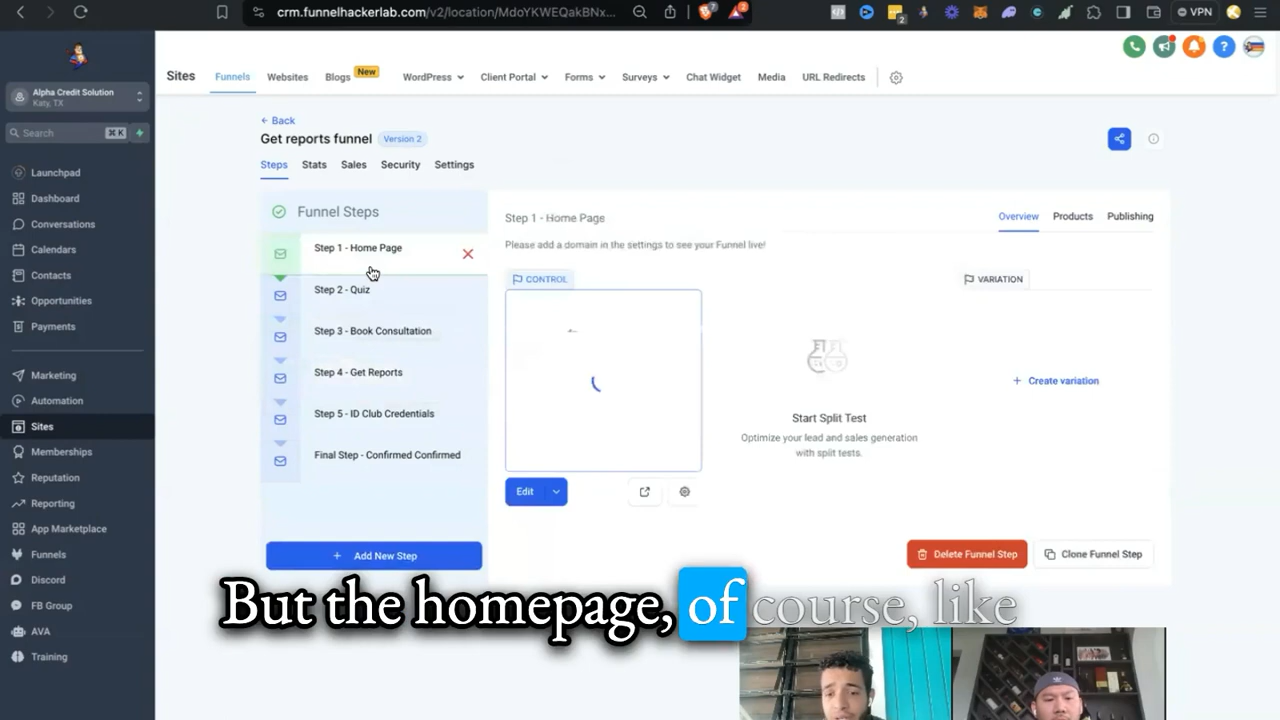 crm.funnelhackerlab.com/v2/location/MdoYKWEQakBNx...
VPN
Alpha Credit Solution
Katy, TX
Search
⌘ K
Launchpad
Dashboard
Conversations
Calendars
Contacts
Opportunities
Payments
Marketing
Automation
Sites
Memberships
Reputation
Reporting
App Marketplace
Funnels
Discord
FB Group
AVA
Training
Sites
Funnels
Websites
Blogs
New
WordPress
Client Portal
Forms
Surveys
Chat Widget
Media
URL Redirects
Back
Get reports funnel
Version 2
Steps
Stats
Sales
Security
Settings
Funnel Steps
Step 1 - Home Page
Step 2 - Quiz
Step 3 - Book Consultation
Step 4 - Get Reports
Step 5 - ID Club Credentials
Final Step - Confirmed Confirmed
+ Add New Step
Step 1 - Home Page
Overview
Products
Publishing
Please add a domain in the settings to see your Funnel live!
CONTROL
VARIATION
Start Split Test
Optimize your lead and sales generation
with split tests.
+ Create variation
Edit
Delete Funnel Step
Clone Funnel Step
But the homepage, of course, like